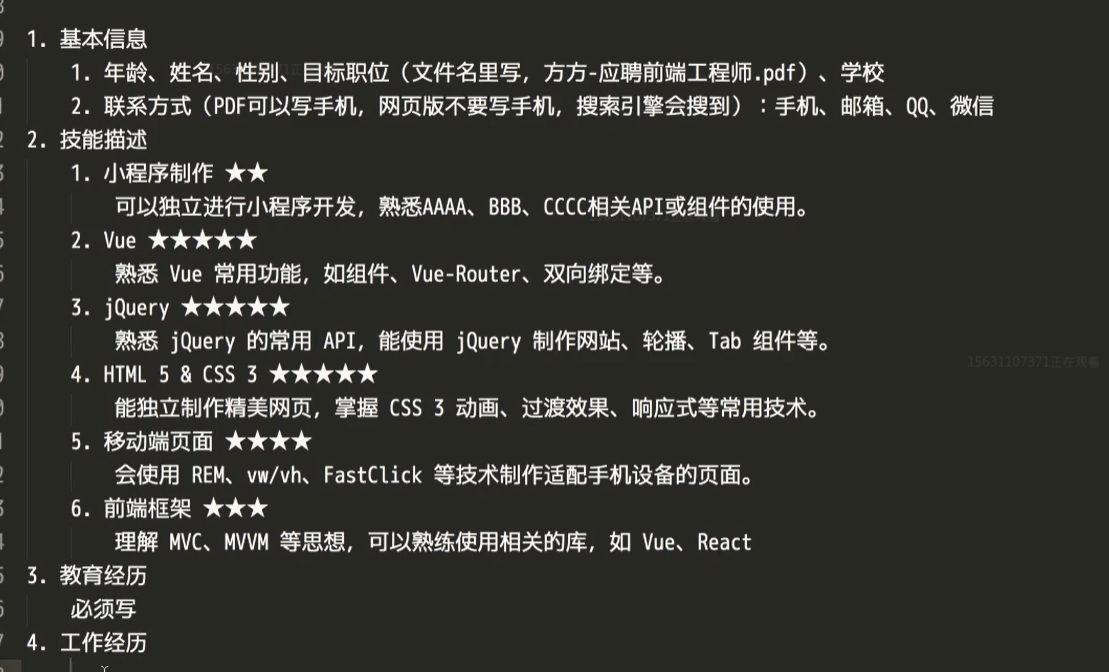 1. 基本信息
1. 年龄、姓名、性别、目标职位（文件名里写，方方-应聘前端工程师.pdf）、学校
2. 联系方式（PDF可以写手机，网页版不要写手机，搜索引擎会搜到）：手机、邮箱、QQ、微信
2. 技能描述
1. 小程序制作 ★★
可以独立进行小程序开发，熟悉AAAA、BBB、CCCC相关API或组件的使用。
2. Vue ★★★★★
熟悉 Vue 常用功能，如组件、Vue-Router、双向绑定等。
3. jQuery ★★★★★
熟悉 jQuery 的常用 API，能使用 jQuery 制作网站、轮播、Tab 组件等。
15631107371正在观看
4. HTML 5 & CSS 3 ★★★★★
能独立制作精美网页，掌握 CSS 3 动画、过渡效果、响应式等常用技术。
5. 移动端页面 ★★★★
会使用 REM、vw/vh、FastClick 等技术制作适配手机设备的页面。
6. 前端框架 ★★★
理解 MVC、MVVM 等思想，可以熟练使用相关的库，如 Vue、React
3. 教育经历
必须写
4. 工作经历